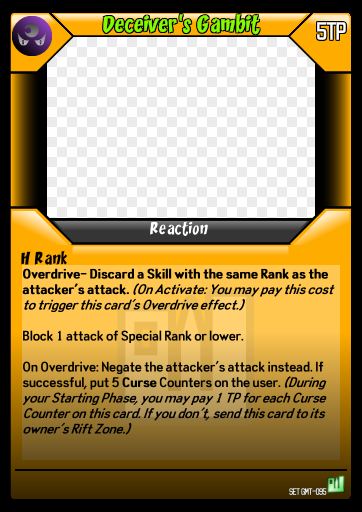 Deceiver's Gambit
5TP
Reaction
H Rank
Overdrive- Discard a Skill with the same Rank as the
attacker's attack. (On Activate: You may pay this cost
to trigger this card's Overdrive effect.)
Block 1 attack of Special Rank or lower.
On Overdrive: Negate the attacker's attack instead. If
successful, put 5 Curse Counters on the user. (During
your Starting Phase, you may pay 1 TP for each Curse
Counter on this card. If you don't, send this card to its
owner's Rift Zone.)
SET GMT-095